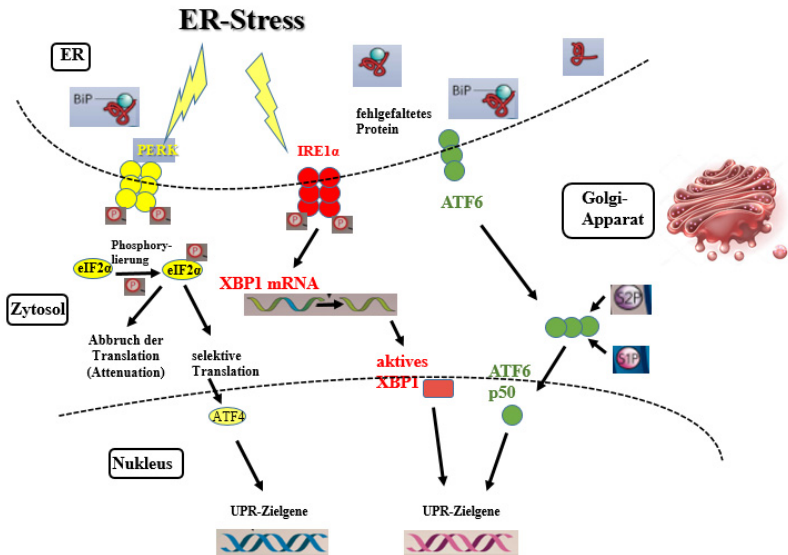 ER-Stress
ER
BiP
fehlgefaltetes
Protein
BiP
PERK
IRE1α
ATF6
Golgi-
Apparat
P
P
P
P
Phosphory-
lierung
eIF2α
eIF2α
P
P
XBP1 mRNA
Zytosol
S2P
S1P
Abbruch der
Translation
(Attenuation)
selektive
Translation
aktives
XBP1
ATF6
p50
ATF4
Nukleus
UPR-Zielgene
UPR-Zielgene